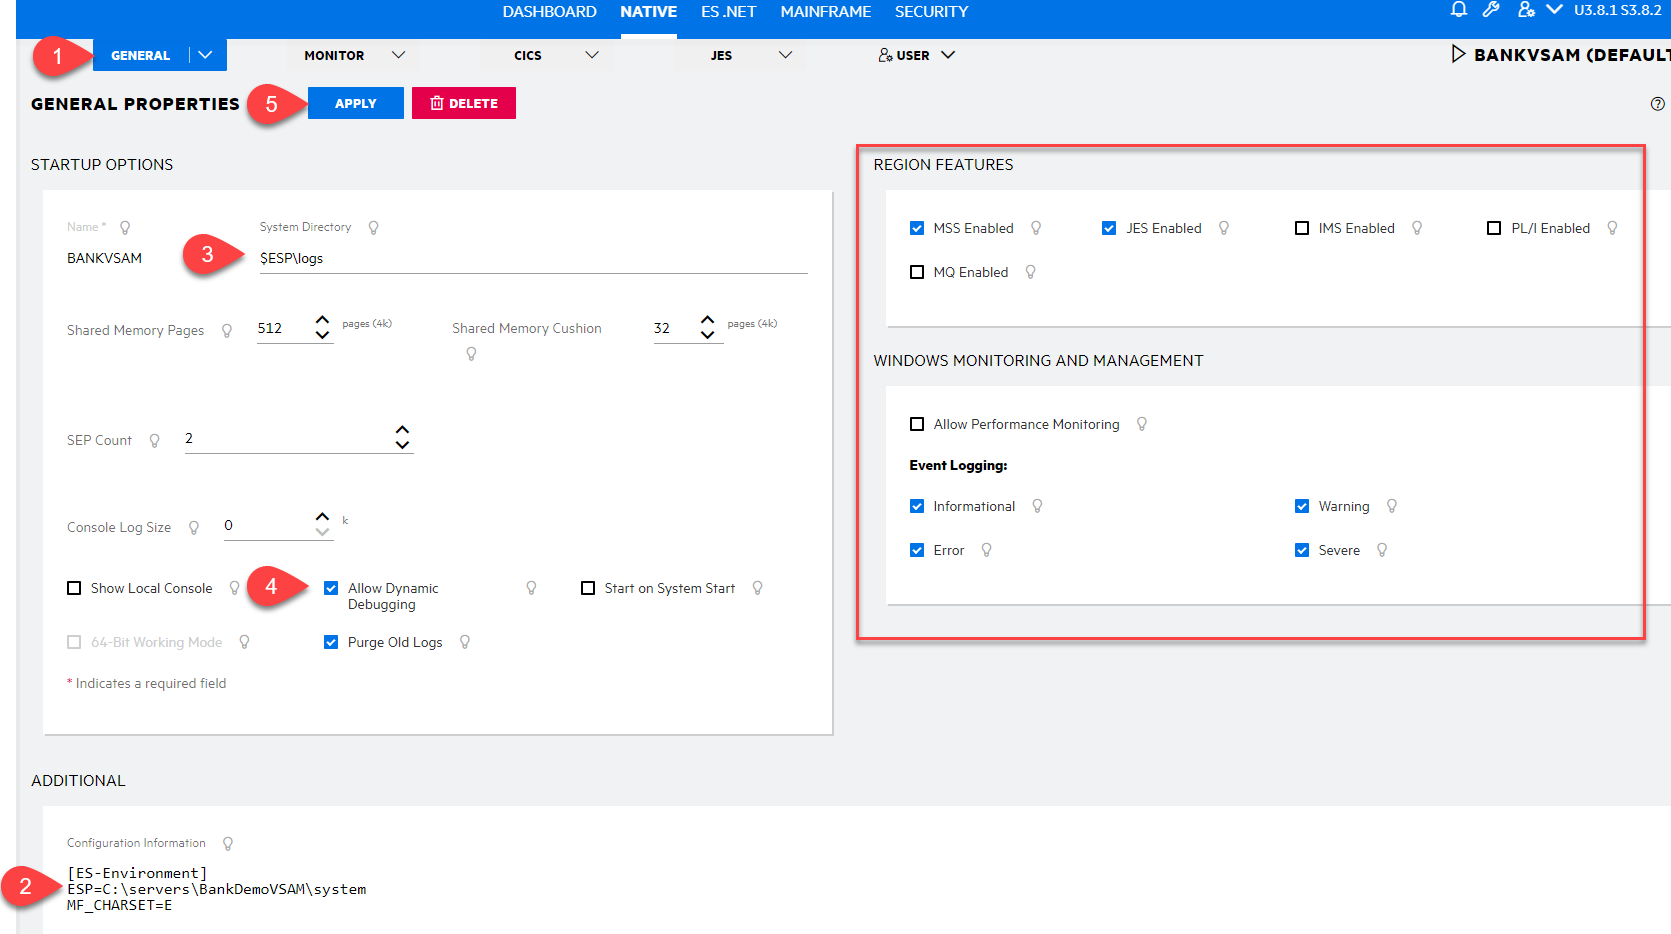 DASHBOARD NATIVE ES .NET MAINFRAME SECURITY U3.8.1 S3.8.2
1 GENERAL MONITOR CICS JES USER BANKVSAM (DEFAULT
GENERAL PROPERTIES 5 APPLY DELETE
STARTUP OPTIONS
Name * System Directory
BANKVSAM 3 $ESP\logs
Shared Memory Pages 512 pages (4k) Shared Memory Cushion 32 pages (4k)
SEP Count 2
Console Log Size 0 k
Show Local Console 4 Allow Dynamic Debugging Start on System Start
64-Bit Working Mode Purge Old Logs
* Indicates a required field
REGION FEATURES
MSS Enabled JES Enabled IMS Enabled PL/I Enabled
MQ Enabled
WINDOWS MONITORING AND MANAGEMENT
Allow Performance Monitoring
Event Logging:
Informational Warning
Error Severe
ADDITIONAL
Configuration Information
[ES-Environment]
2 ESP=C:\servers\BankDemoVSAM\system
MF_CHARSET=E